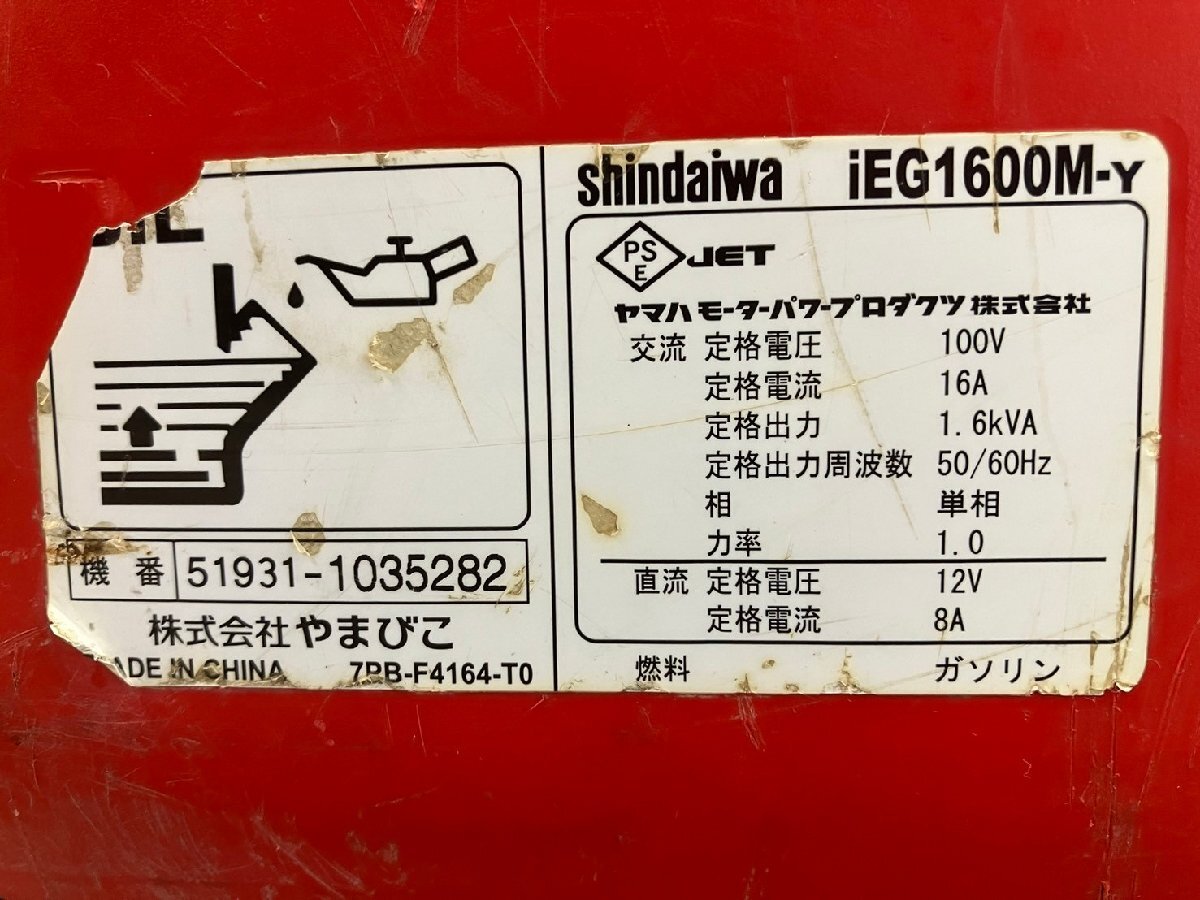 機番 51931-1035282
株式会社やまびこ
MADE IN CHINA 7PB-F4164-T0
shindaiwa iEG1600M-Y
PS E JET
ヤマハモーターパワープロダクツ株式会社
交流 定格電圧 100V
定格電流 16A
定格出力 1.6kVA
定格出力周波数 50/60Hz
相 単相
力率 1.0
直流 定格電圧 12V
定格電流 8A
燃料 ガソリン